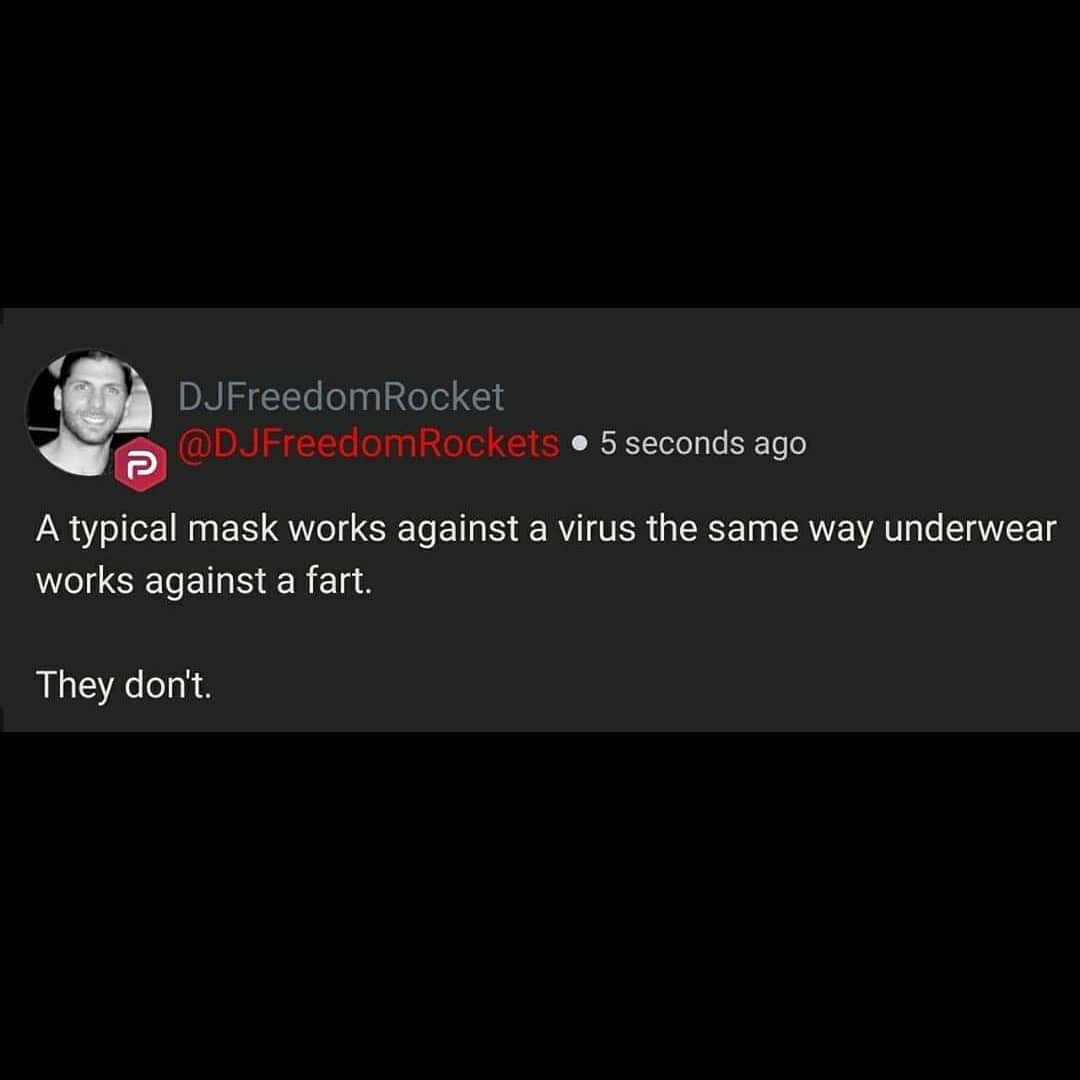 DJFreedomRocket
@DJFreedomRockets • 5 seconds ago
A typical mask works against a virus the same way underwear
works against a fart.
They don't.